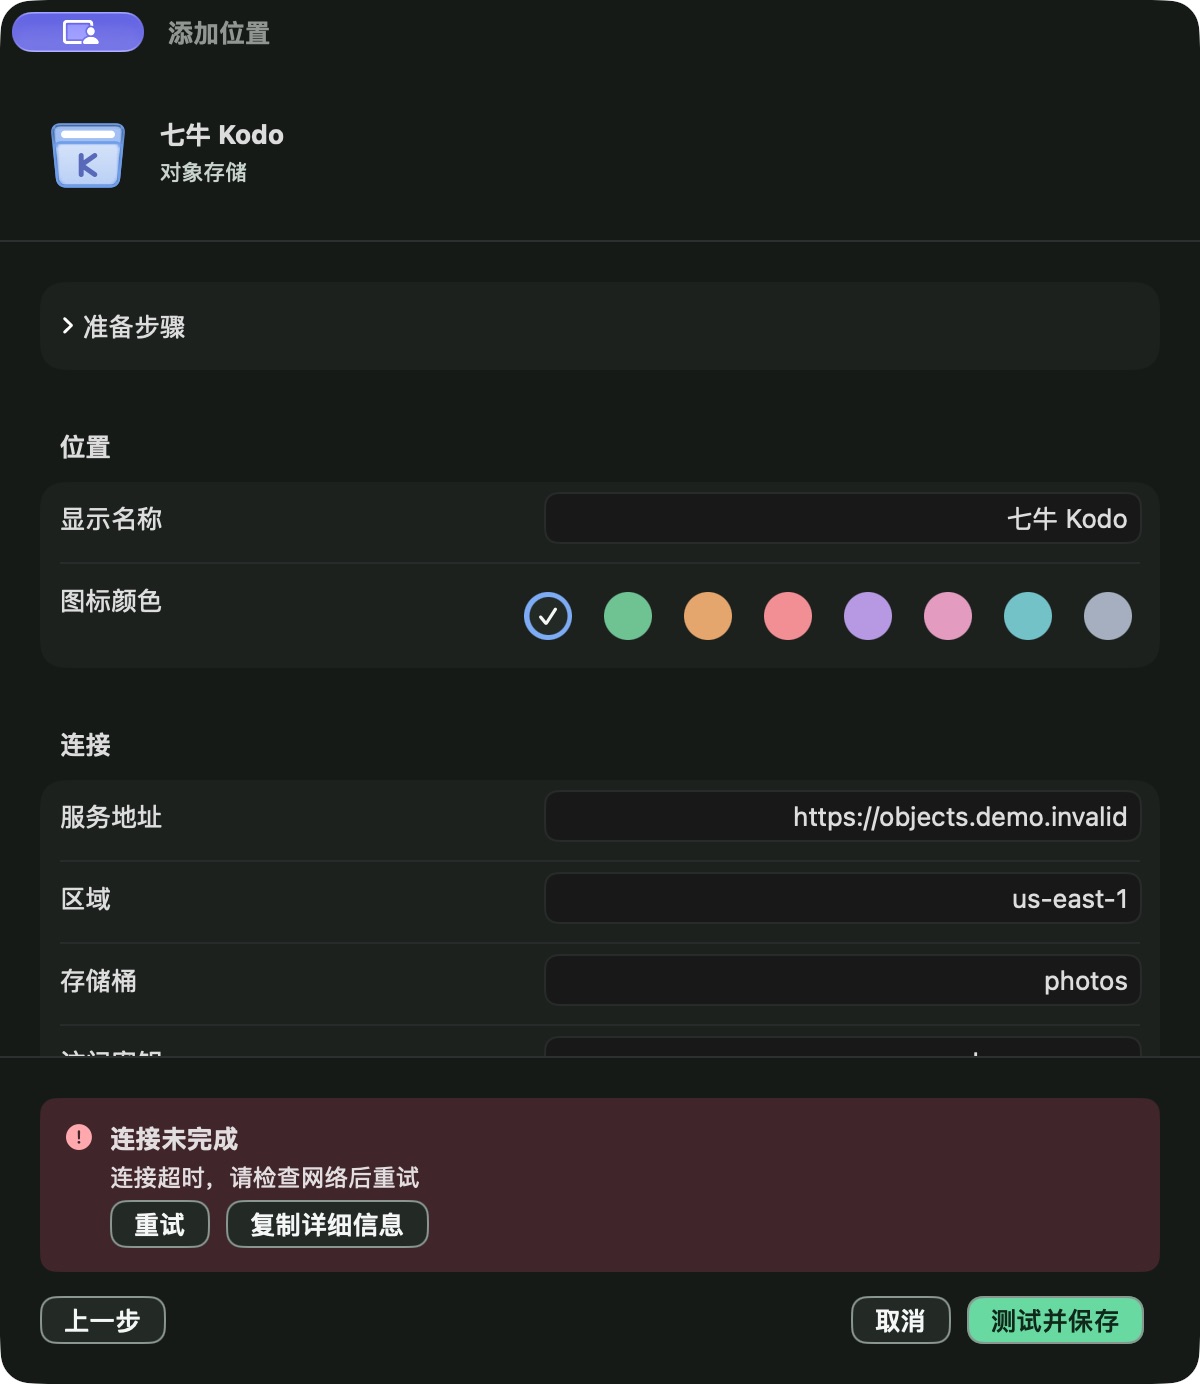 添加位置
K
七牛 Kodo
对象存储
准备步骤
位置
显示名称
七牛 Kodo
图标颜色
连接
服务地址
https://objects.demo.invalid
区域
us-east-1
存储桶
photos
连接未完成
连接超时，请检查网络后重试
重试
复制详细信息
上一步
取消
测试并保存